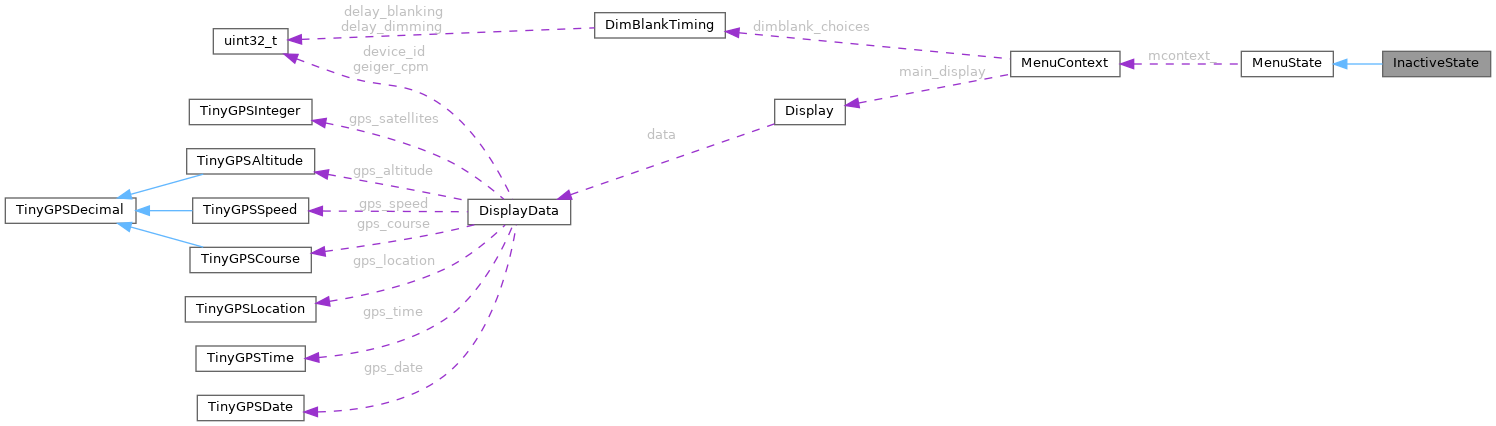 delay_blanking
delay_dimming
DimBlankTiming
dimblank_choices
uint32_t
device_id
geiger_cpm
MenuContext
mcontext_
MenuState
InactiveState
main_display
TinyGPSInteger
gps_satellites
Display
data
TinyGPSAltitude
gps_altitude
TinyGPSDecimal
TinyGPSSpeed
gps_speed
DisplayData
gps_course
TinyGPSCourse
gps_location
TinyGPSLocation
gps_time
TinyGPSTime
gps_date
TinyGPSDate